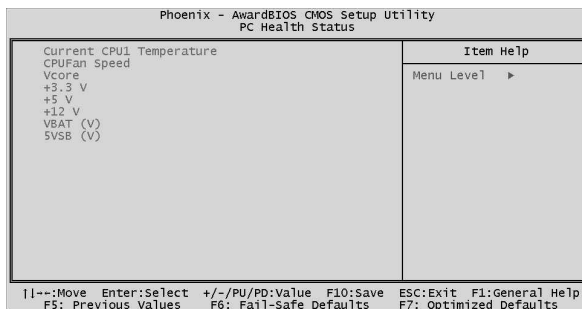 Phoenix - AwardBIOS CMOS Setup Utility
PC Health Status
Current CPU1 Temperature
CPUFan Speed
Vcore
+3.3 V
+5 V
+12 V
VBAT (V)
5VSB (V)
Item Help
Menu Level ▶
↑↓→←:Move Enter:Select +/-/PU/PD:Value F10:Save ESC:Exit F1:General Help
F5: Previous Values F6: Fail-Safe Defaults F7: Optimized Defaults